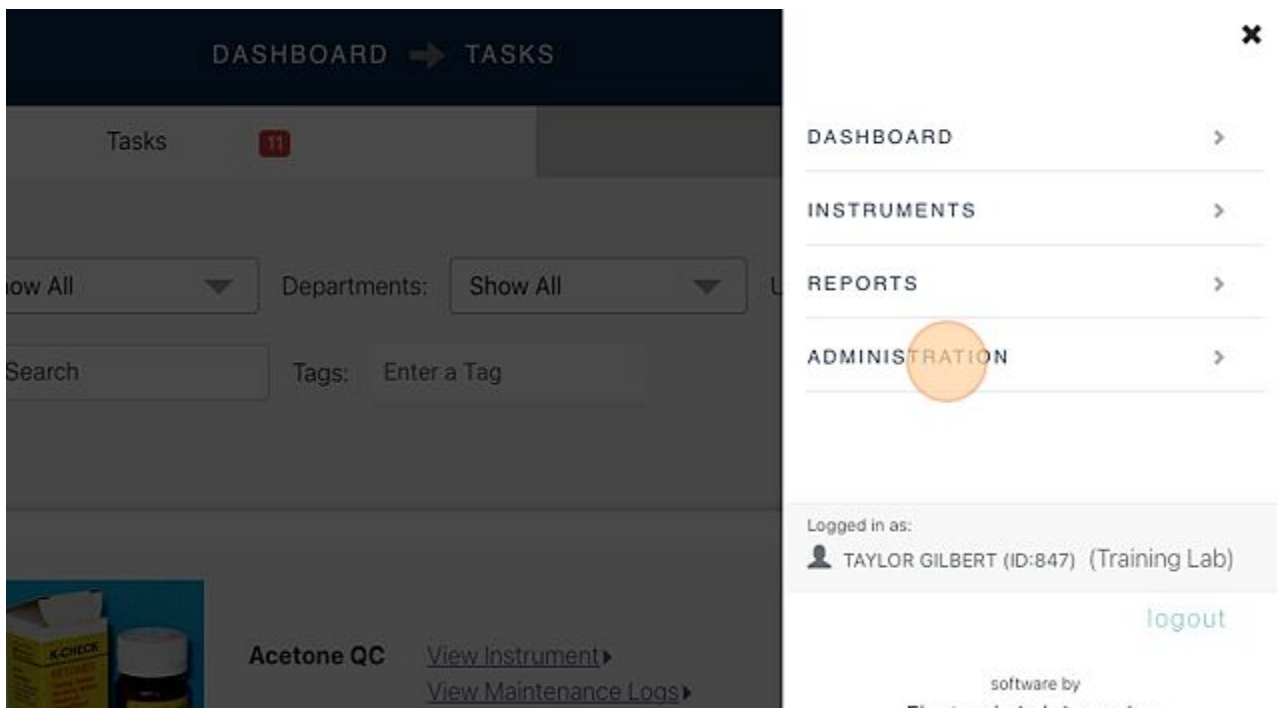 DASHBOARD TASKS
Tasks 11
Show All Departments: Show All
Search Tags: Enter a Tag
K-CHECK
Acetone QC View Instrument
View Maintenance Logs
DASHBOARD
INSTRUMENTS
REPORTS
ADMINISTRATION
Logged in as:
TAYLOR GILBERT (ID:847) (Training Lab)
logout
software by